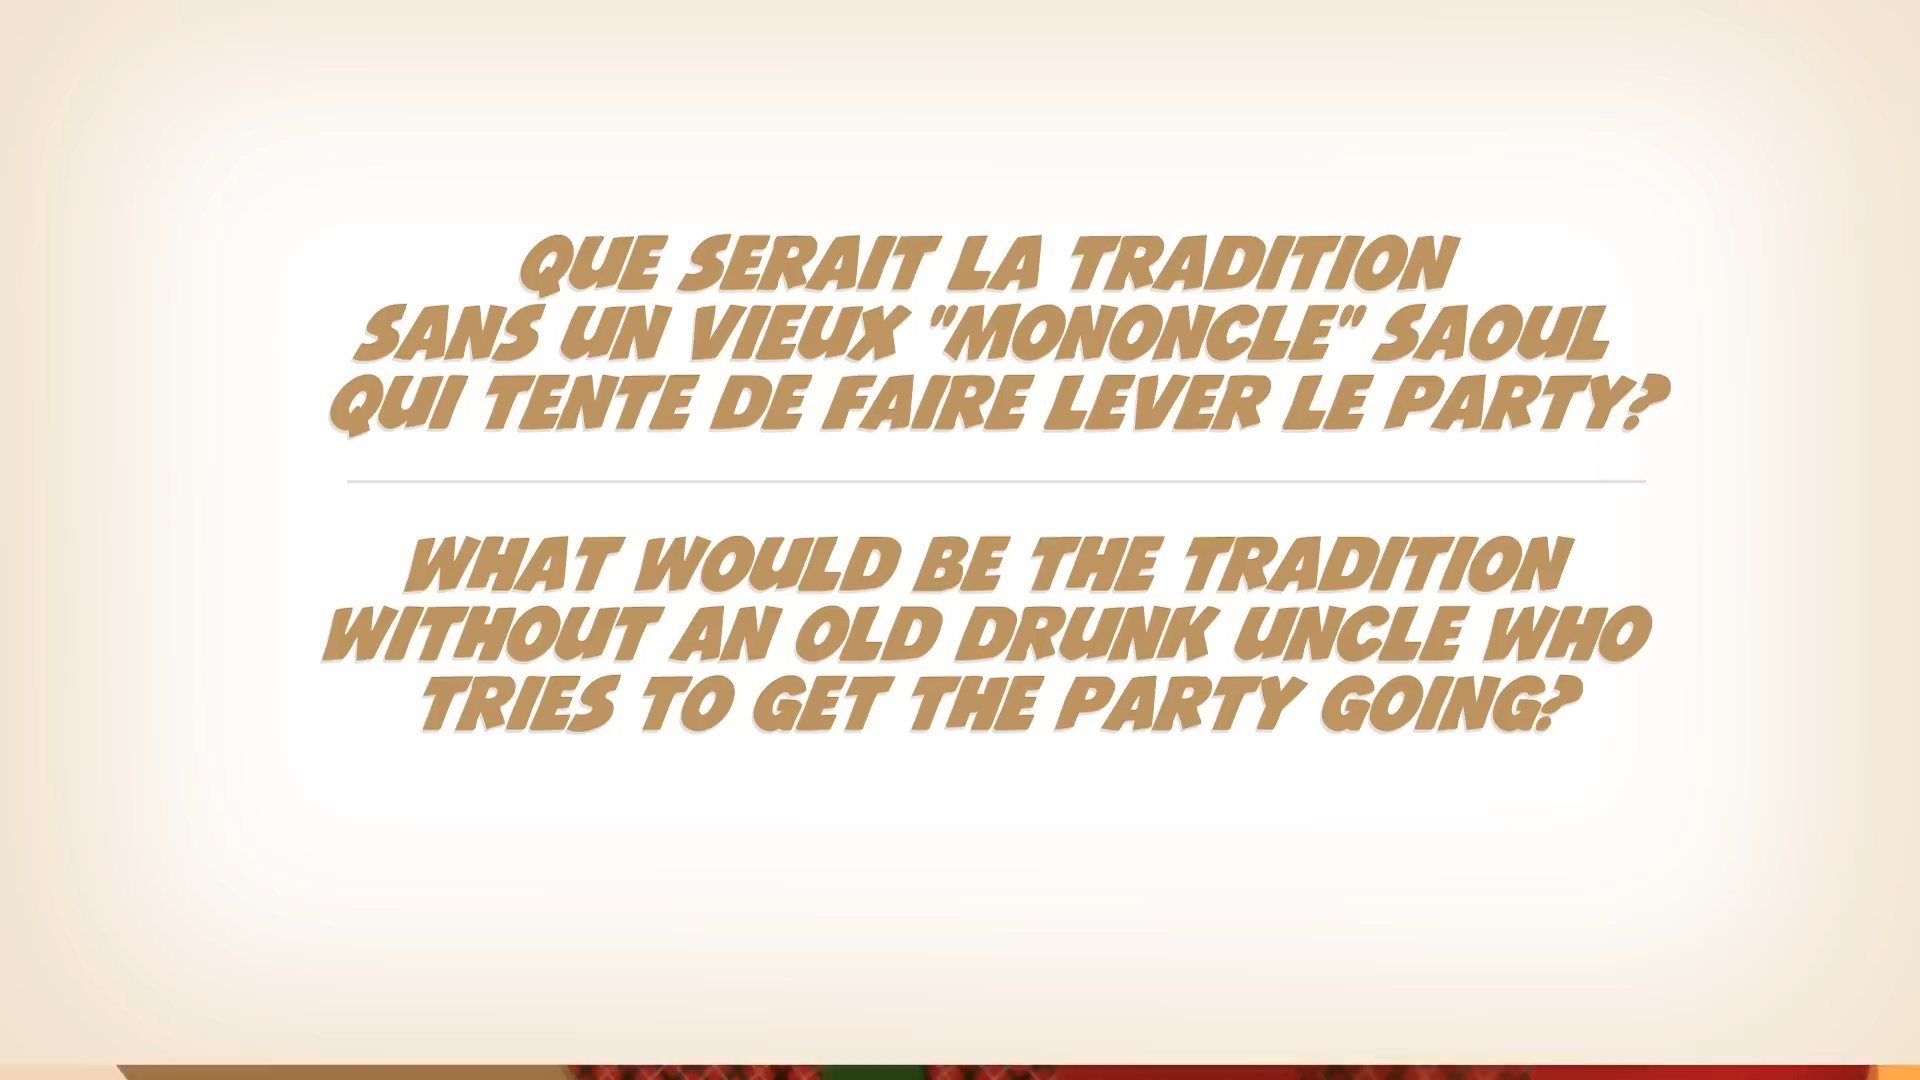 QUE SERAIT LA TRADITION
SANS UN VIEUX "MONONCLE" SAOUL
QUI TENTE DE FAIRE LEVER LE PARTY?
WHAT WOULD BE THE TRADITION
WITHOUT AN OLD DRUNK UNCLE WHO
TRIES TO GET THE PARTY GOING?